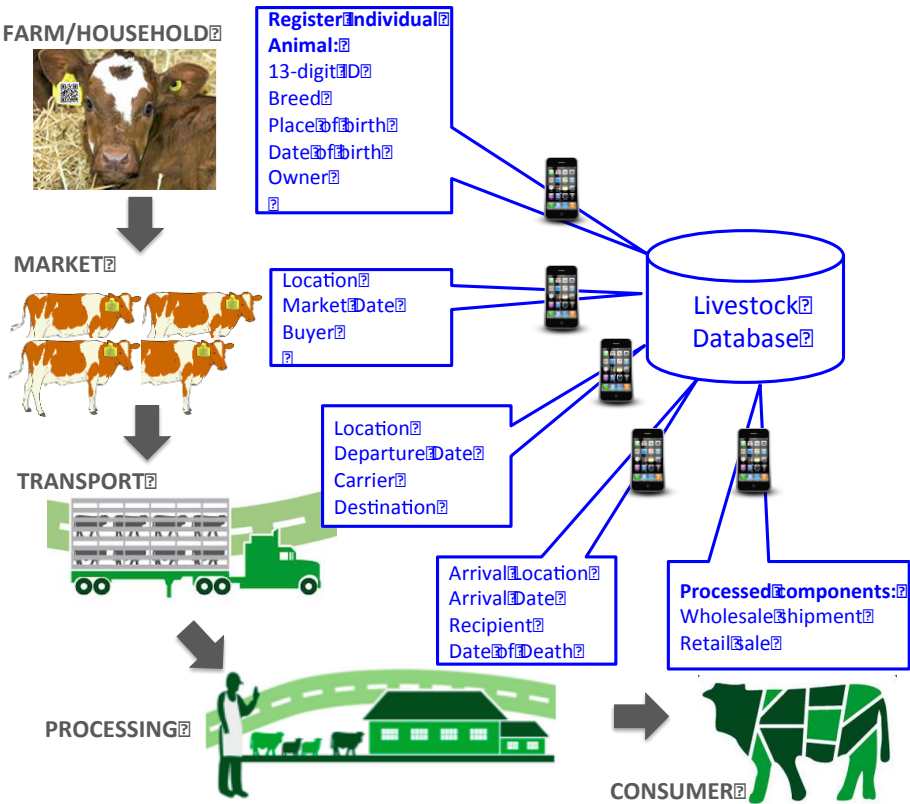 FARM/HOUSEHOLD
Register Individual
Animal:
13-digit ID
Breed
Place of birth
Date of birth
Owner
MARKET
Location
Market Date
Buyer
Livestock
Database
TRANSPORT
Location
Departure Date
Carrier
Destination
Arrival Location
Arrival Date
Recipient
Date of Death
Processed components:
Wholesale shipment
Retail sale
PROCESSING
CONSUMER